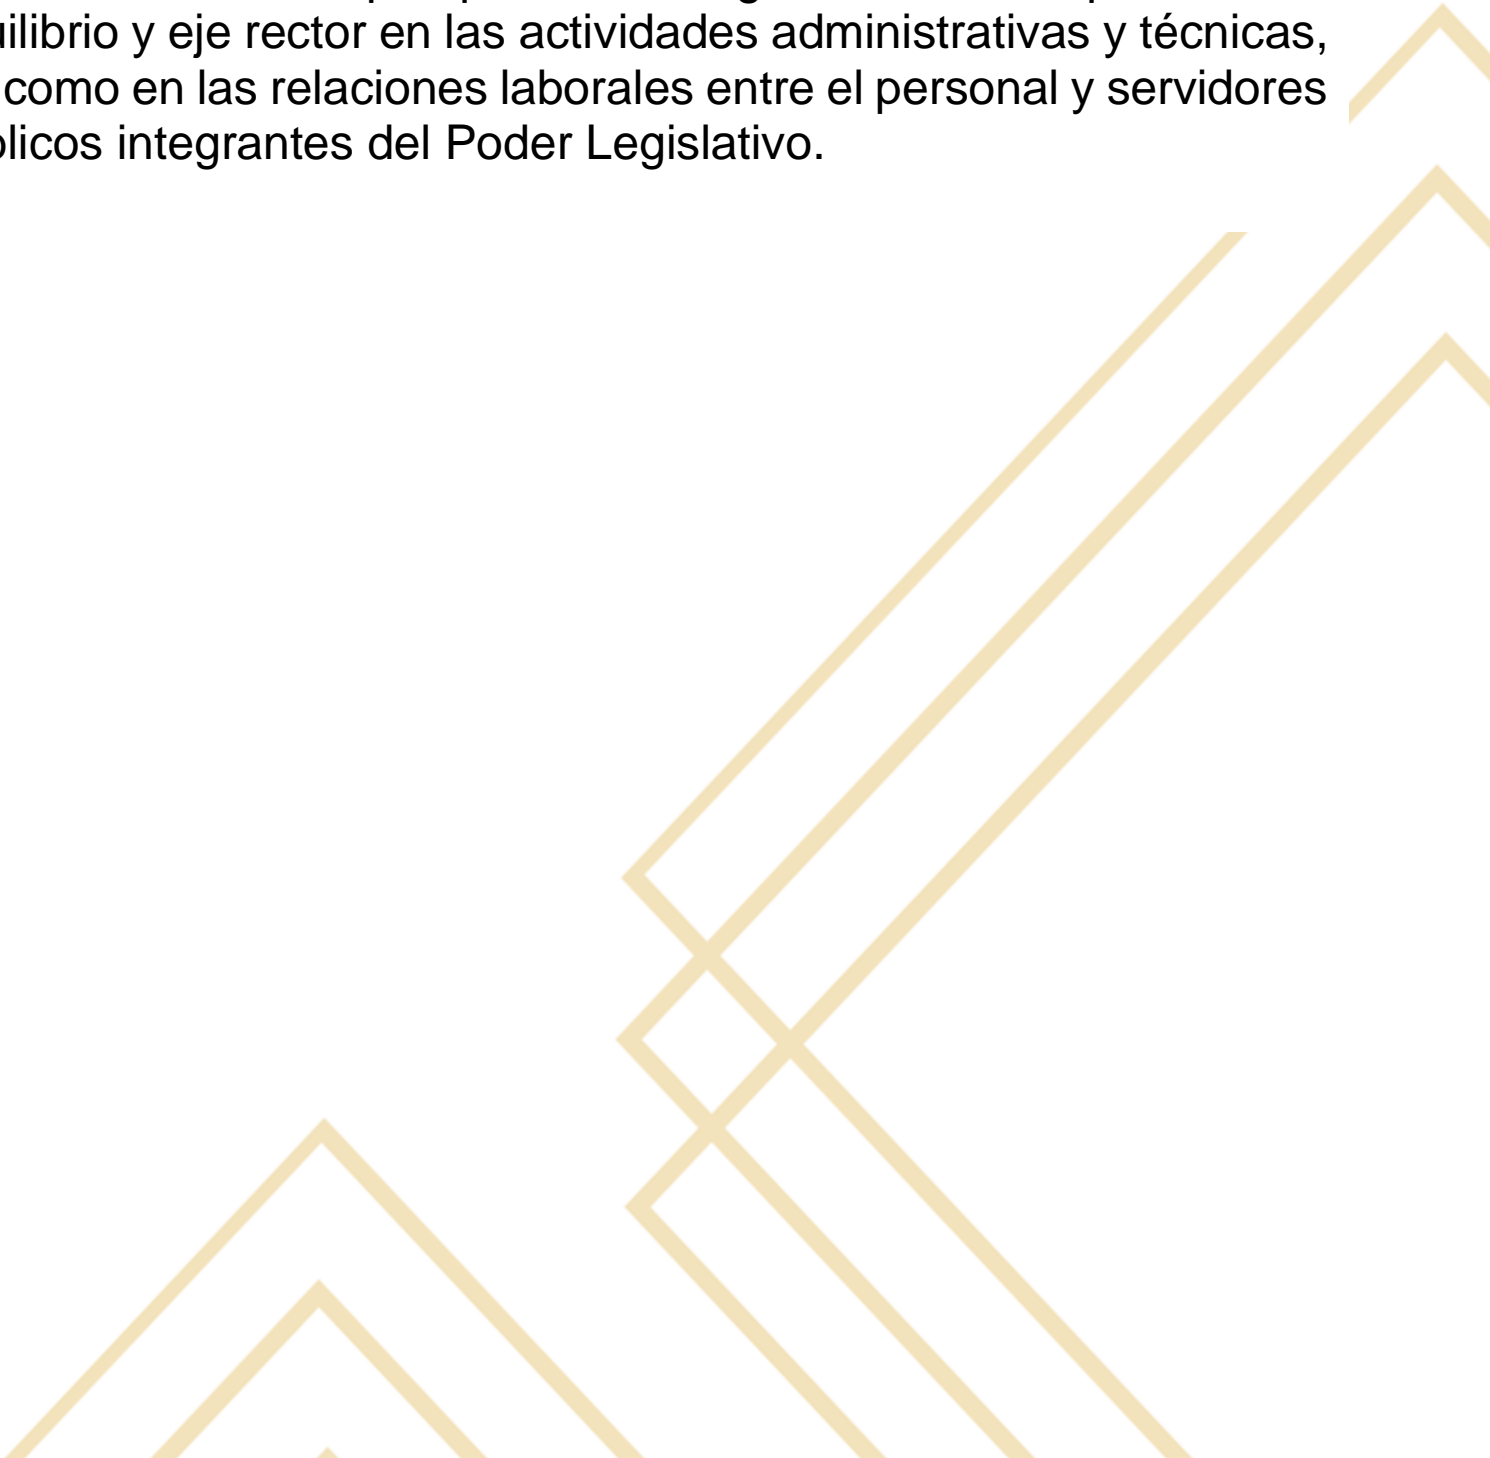 uilibrio y eje rector en las actividades administrativas y técnicas,
como en las relaciones laborales entre el personal y servidores
blicos integrantes del Poder Legislativo.